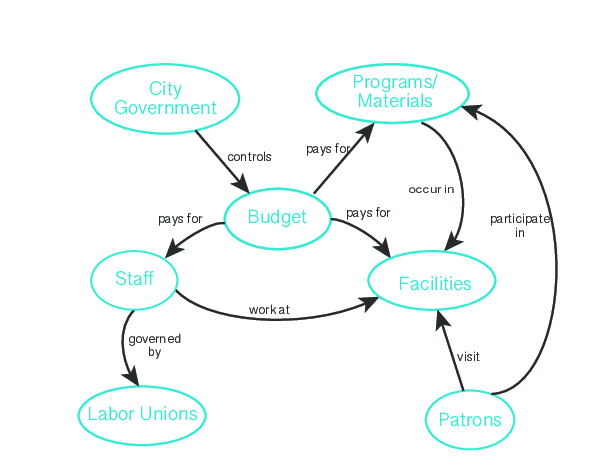 City
Government
Programs/
Materials
controls
pays for
occur in
participate
in
Budget
pays for
pays for
Staff
Facilities
work at
governed
by
visit
Labor Unions
Patrons